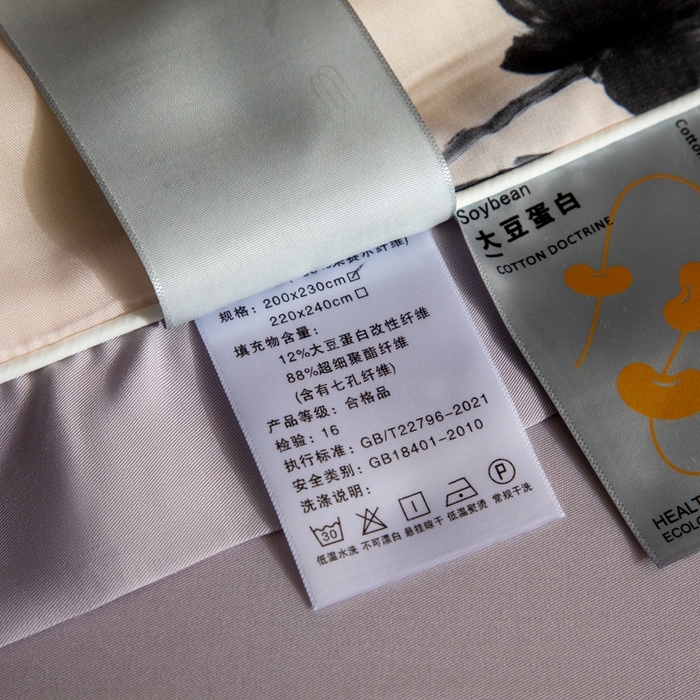 纤维)
规格：200x230cm☑
220x240cm□
填充物含量：
12%大豆蛋白改性纤维
88%超细聚酯纤维
(含有七孔纤维)
产品等级：合格品
检验：16
执行标准：GB/T22796-2021
安全类别：GB18401-2010
洗涤说明：
30 P
低温水洗 不可漂白 悬挂晾干 低温熨烫 常规干洗
Soybean
大豆蛋白
COTTON DOCTRINE